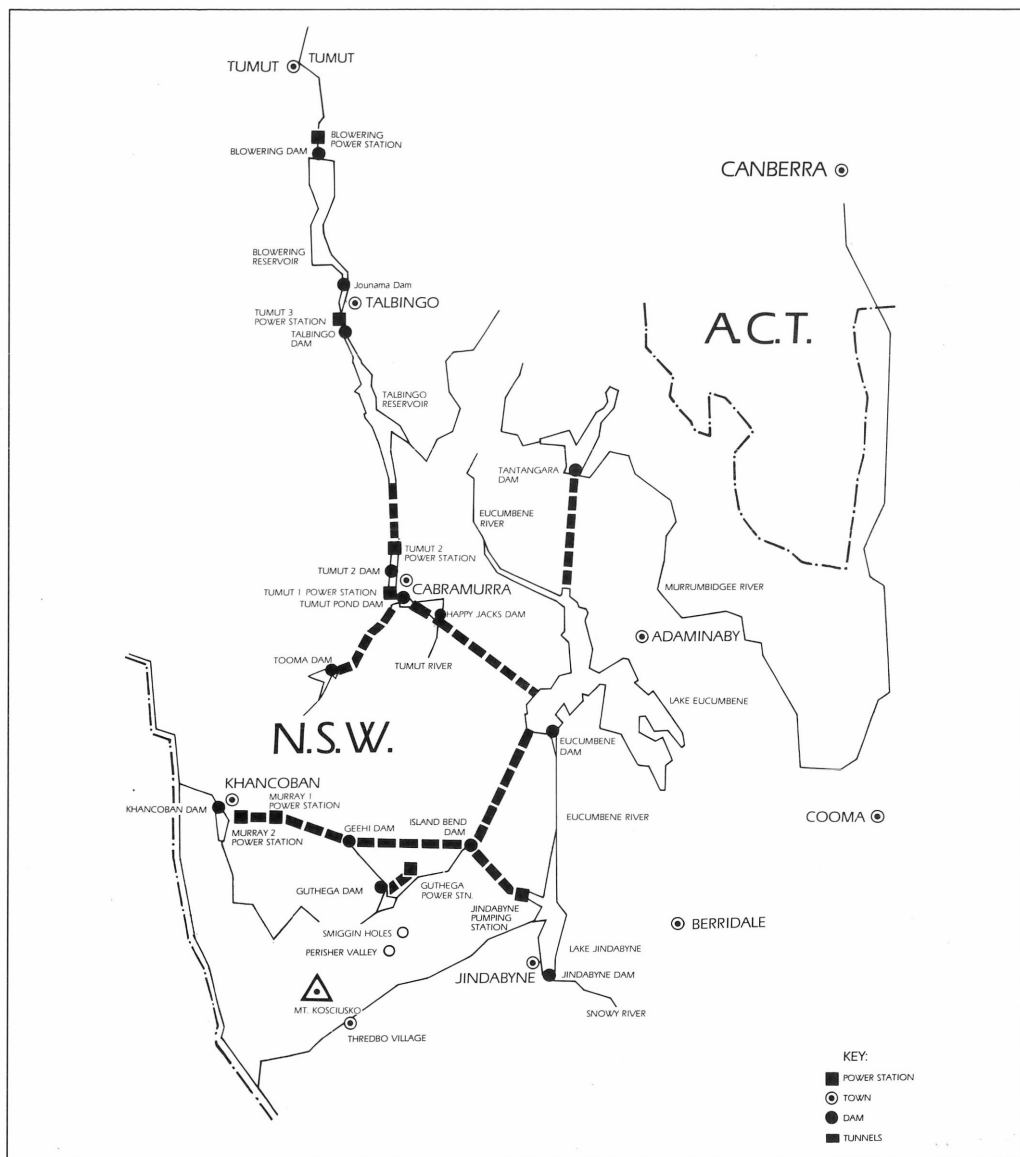 TUMUT
TUMUT
BLOWERING
POWER STATION
BLOWERING DAM
CANBERRA
BLOWERING
RESERVOIR
Jounama Dam
TALBINGO
TUMUT 3
POWER STATION
TALBINGO
DAM
A.C.T.
TALBINGO
RESERVOIR
TANTANGARA
DAM
EUCUMBENE
RIVER
TUMUT 2
POWER STATION
TUMUT 2 DAM
CABRAMURRA
TUMUT 1 POWER STATION
TUMUT POND DAM
HAPPY JACKS DAM
MURRUMBIDGEE RIVER
ADAMINABY
TUMUT RIVER
TOOMA DAM
LAKE EUCUMBENE
N.S.W.
EUCUMBENE
DAM
KHANCOBAN
MURRAY 1
POWER STATION
KHANCOBAN DAM
MURRAY 2
POWER STATION
GEEHI DAM
ISLAND BEND
DAM
EUCUMBENE RIVER
COOMA
GUTHEGA DAM
GUTHEGA
POWER STN.
JINDABYNE
PUMPING
STATION
BERRIDALE
SMIGGIN HOLES
PERISHER VALLEY
LAKE JINDABYNE
JINDABYNE
JINDABYNE DAM
MT. KOSCIUSKO
SNOWY RIVER
THREDBO VILLAGE
KEY:
POWER STATION
TOWN
DAM
TUNNELS